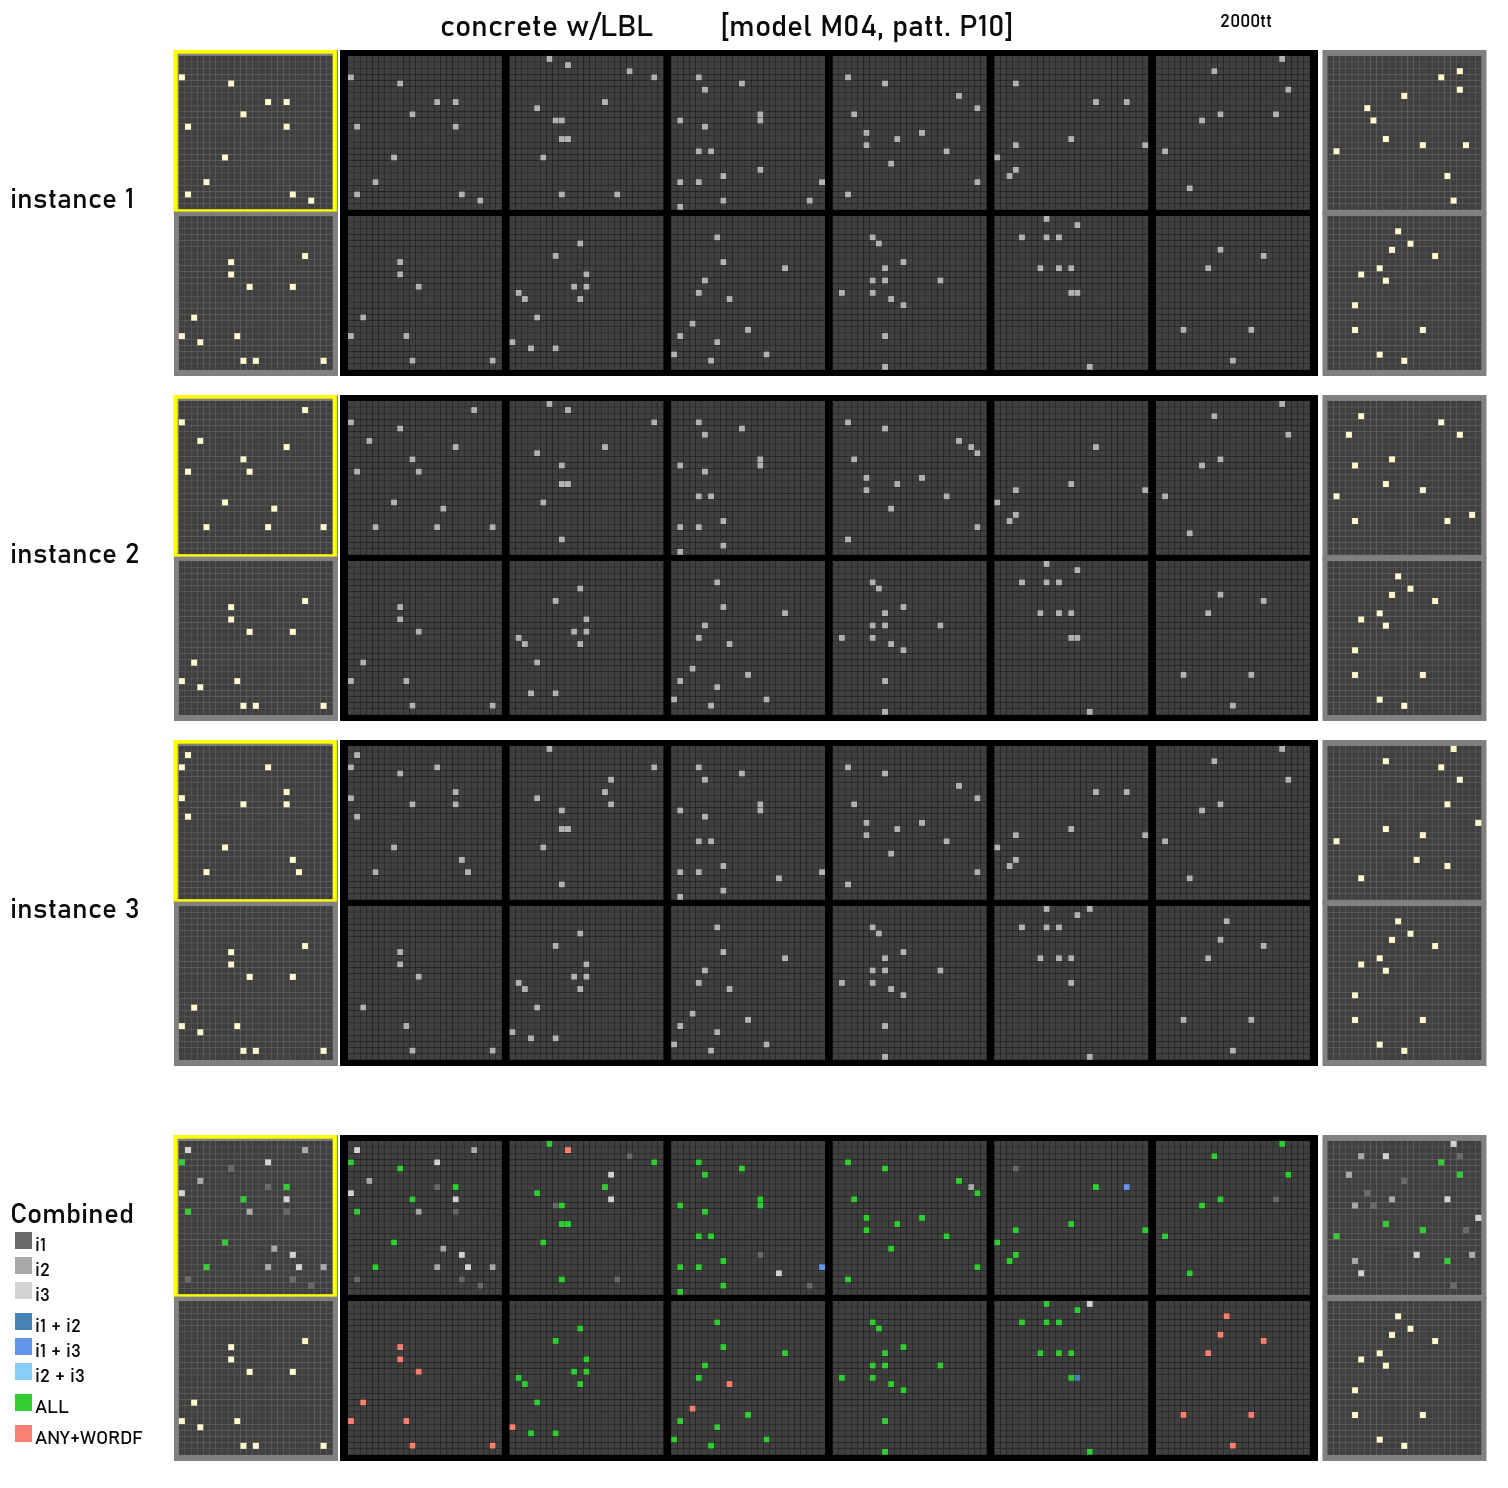 concrete w/LBL [model M04, patt. P10] 2000tt
instance 1
instance 2
instance 3
Combined
i1
i2
i3
i1 + i2
i1 + i3
i2 + i3
ALL
ANY+WORDF